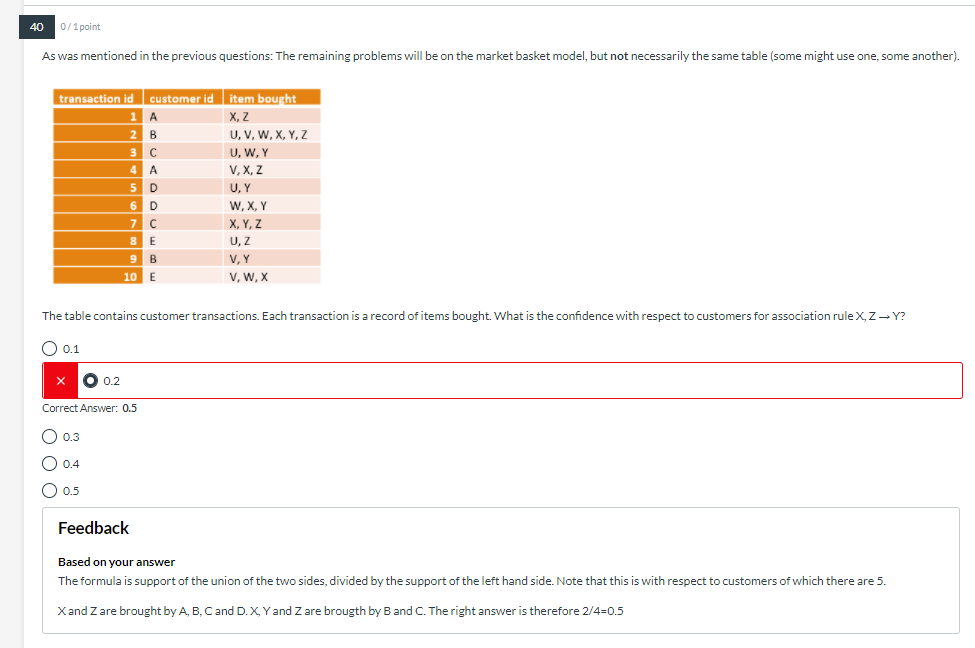 40 0 / 1 point
As was mentioned in the previous questions: The remaining problems will be on the market basket model, but not necessarily the same table (some might use one, some another).
transaction id customer id item bought
1 A X, Z
2 B U, V, W, X, Y, Z
3 C U, W, Y
4 A V, X, Z
5 D U, Y
6 D W, X, Y
7 C X, Y, Z
8 E U, Z
9 B V, Y
10 E V, W, X
The table contains customer transactions. Each transaction is a record of items bought. What is the confidence with respect to customers for association rule X, Z → Y?
0.1
0.2
Correct Answer: 0.5
0.3
0.4
0.5
Feedback
Based on your answer
The formula is support of the union of the two sides, divided by the support of the left hand side. Note that this is with respect to customers of which there are 5.
X and Z are brought by A, B, C and D. X, Y and Z are brougth by B and C. The right answer is therefore 2/4=0.5